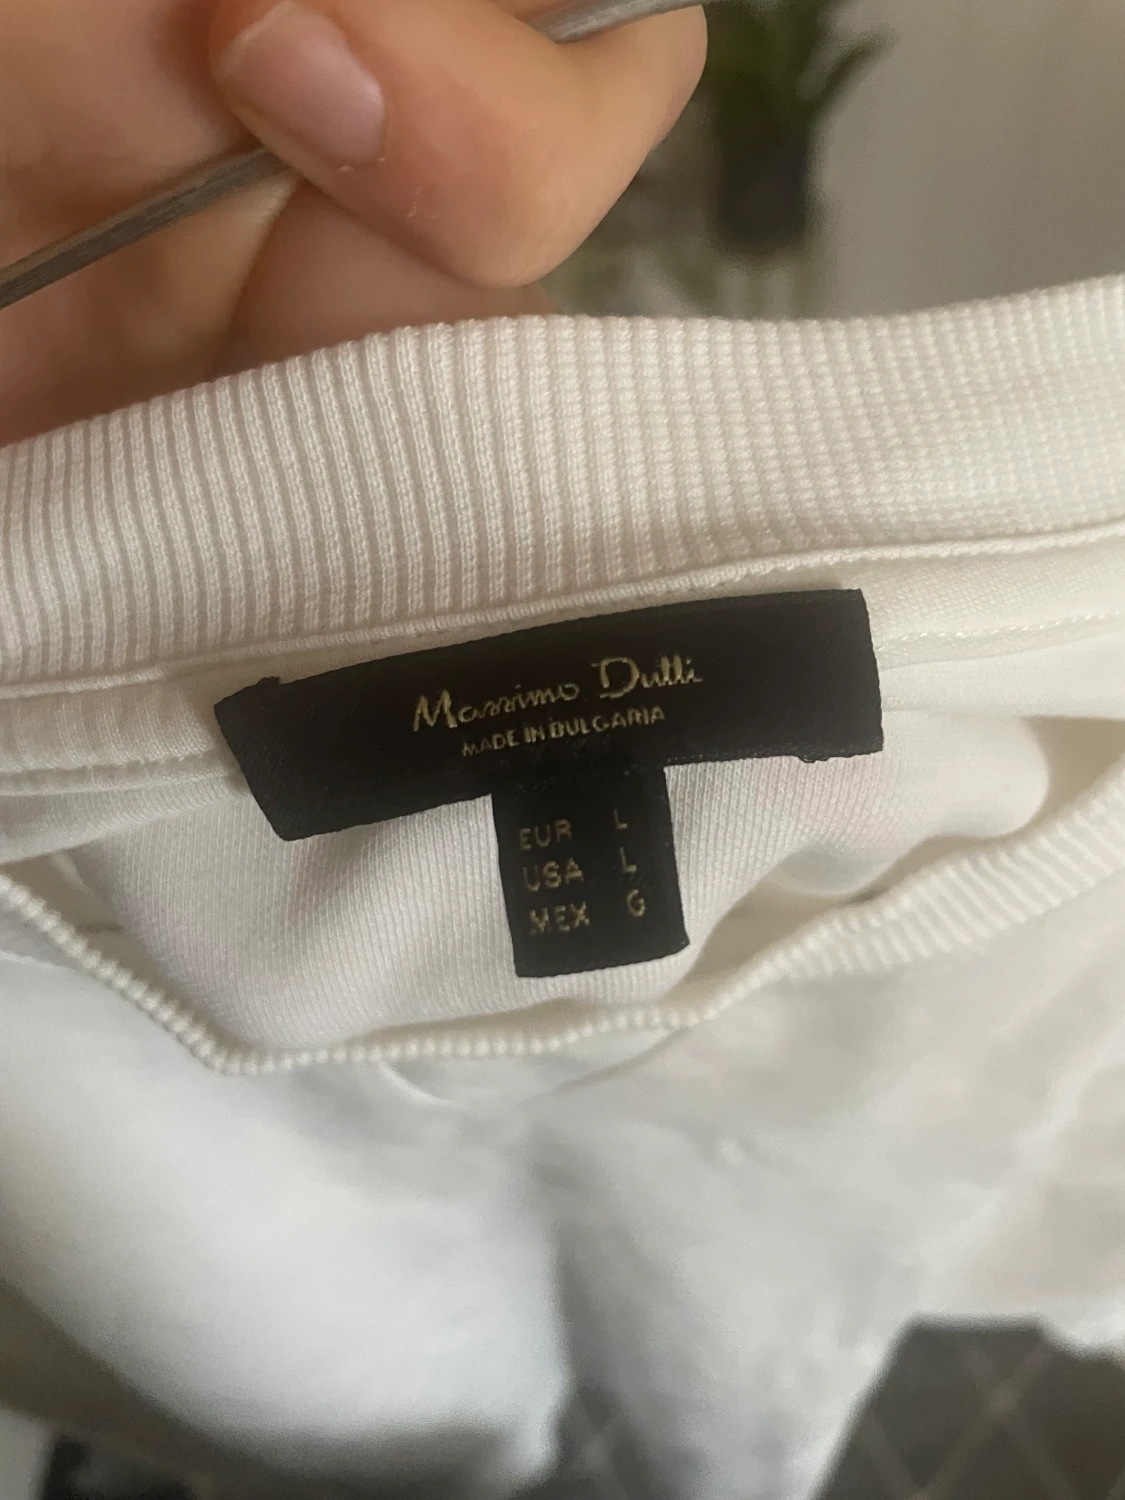 Massimo Dutti
MADE IN BULGARIA
EUR L
USA L
MEX G